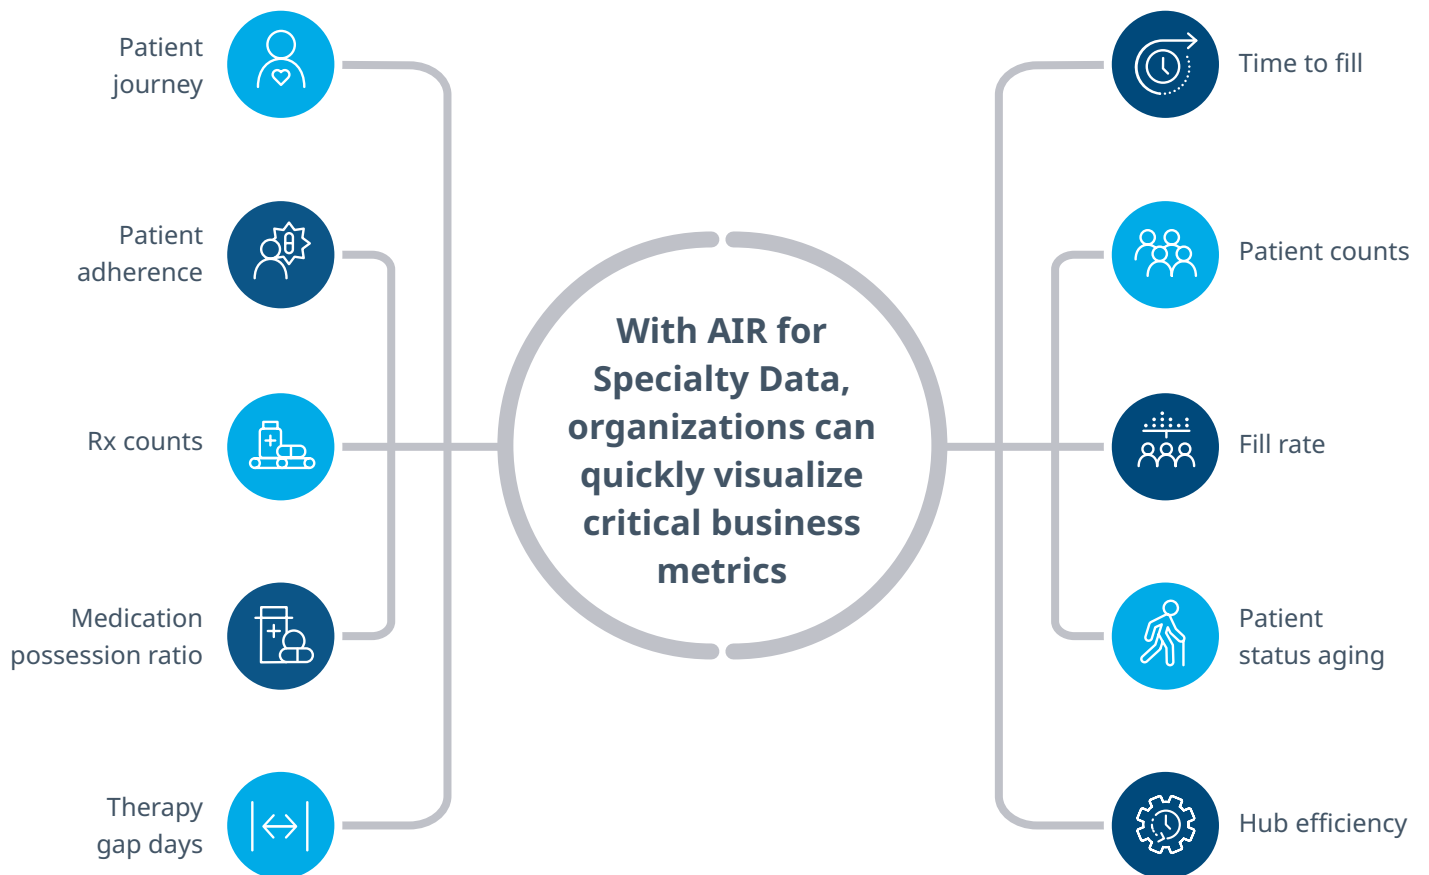 Patient
journey
Patient
adherence
Rx counts
Medication
possession ratio
Therapy
gap days
With AIR for
Specialty Data,
organizations can
quickly visualize
critical business
metrics
Time to fill
Patient counts
Fill rate
Patient
status aging
Hub efficiency